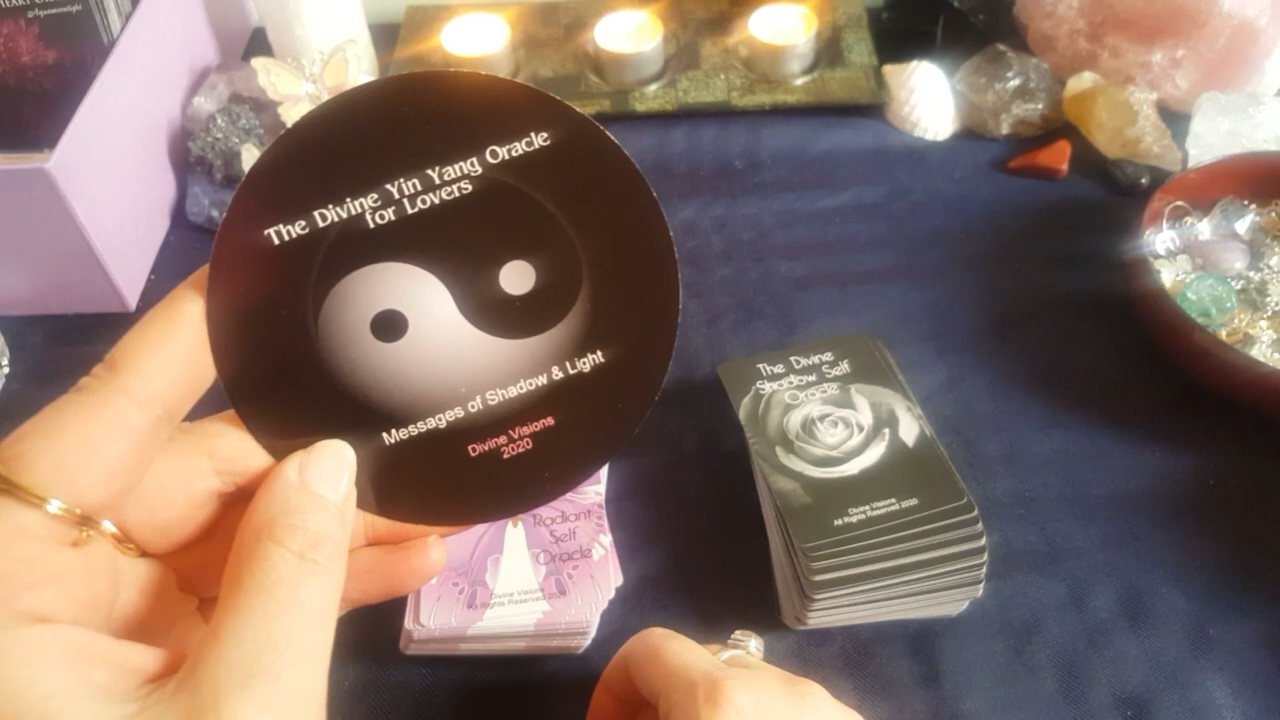 @Aquamoonlight
The Divine Yin Yang Oracle
for Lovers
Messages of Shadow & Light
Divine Visions
2020
Radiant
Self
Oracle
Divine Visions
All Rights Reserved 2020
The Divine
Shadow Self
Oracle
Divine Visions
All Rights Reserved 2020